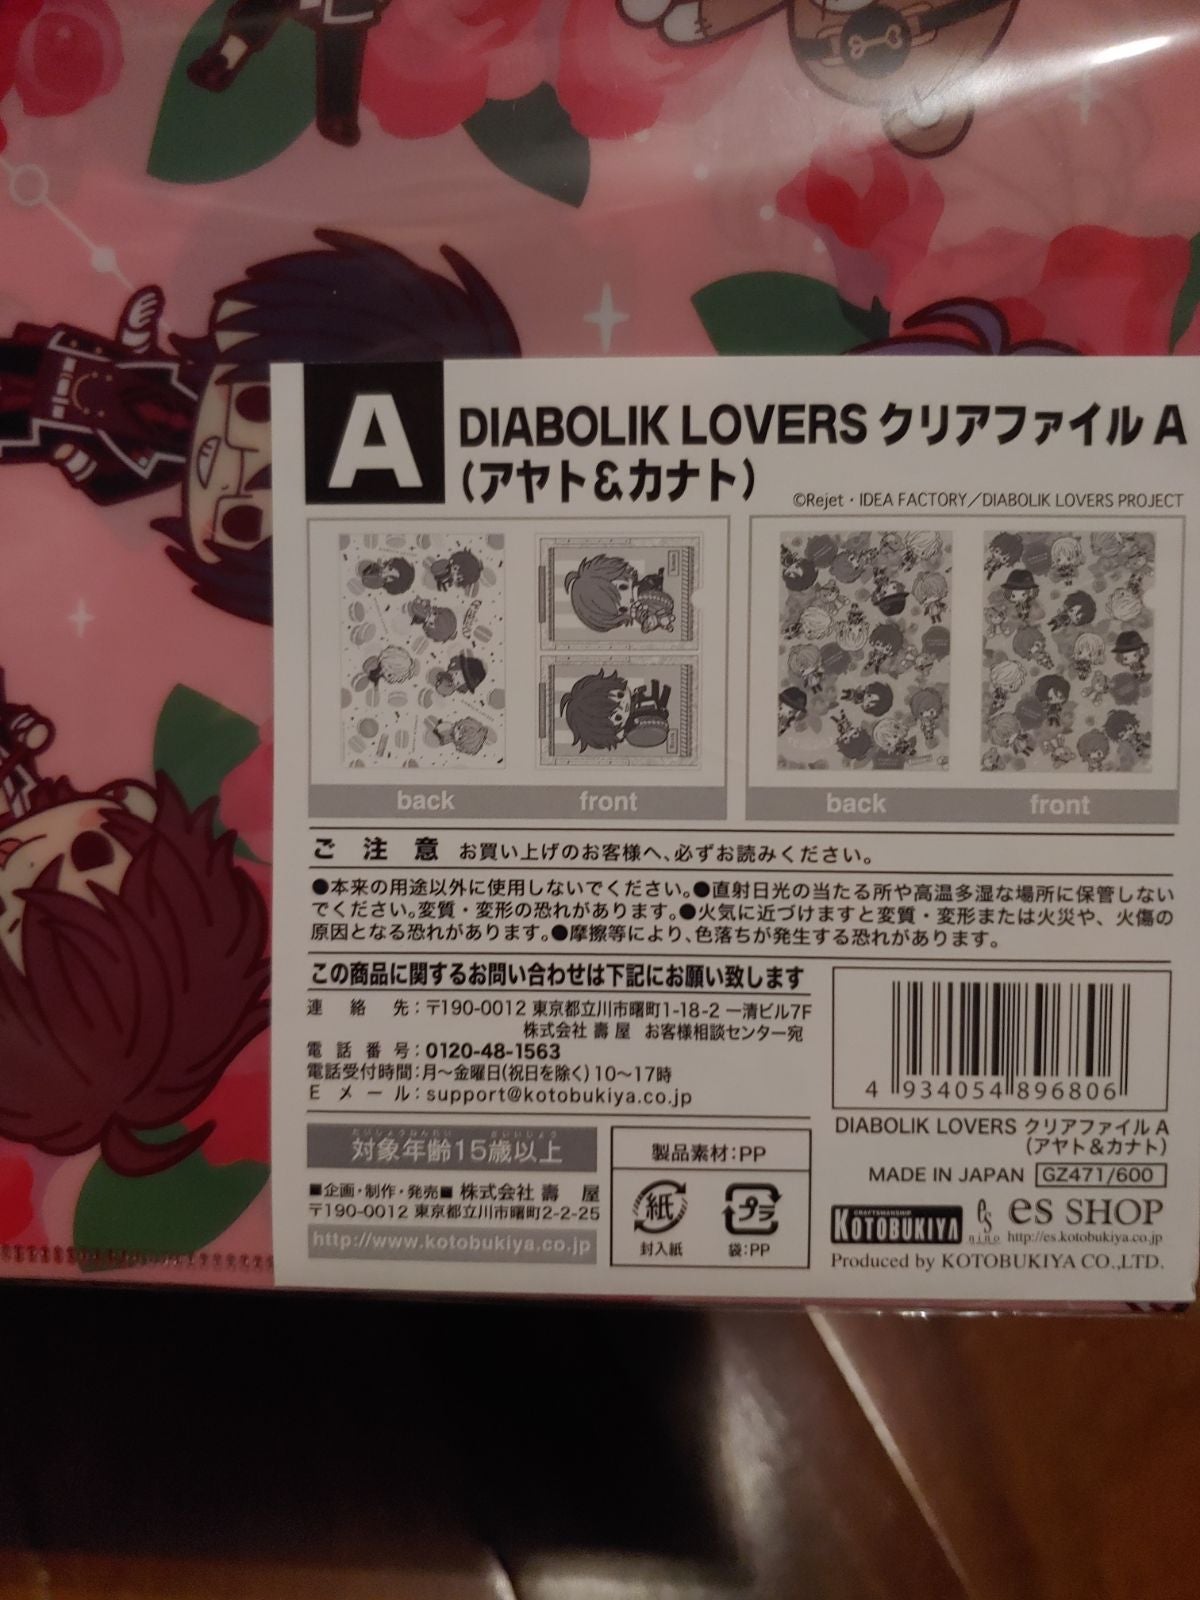 A
DIABOLIK LOVERS クリアファイル A
(アヤト&カナト)
©Rejet・IDEA FACTORY/DIABOLIK LOVERS PROJECT
back
front
back
front
ご注意 お買い上げのお客様へ、必ずお読みください。
●本来の用途以外に使用しないでください。●直射日光の当たる所や高温多湿な場所に保管しない
でください。変質・変形の恐れがあります。●火気に近づけますと変質・変形または火災や、火傷の
原因となる恐れがあります。●摩擦等により、色落ちが発生する恐れがあります。
この商品に関するお問い合わせは下記にお願い致します
連絡先:〒190-0012 東京都立川市曙町1-18-2 一清ビル7F
株式会社 壽屋 お客様相談センター宛
電話番号:0120-48-1563
電話受付時間:月〜金曜日(祝日を除く)10〜17時
Eメール:support@kotobukiya.co.jp
たいしょうねんれい さいいじょう
対象年齢15歳以上
■企画・制作・発売■ 株式会社 壽屋
〒190-0012 東京都立川市曙町2-2-25
http://www.kotobukiya.co.jp
製品素材:PP
紙
プラ
封入紙
袋:PP
4 934054 896806
DIABOLIK LOVERS クリアファイル A
(アヤト&カナト)
MADE IN JAPAN GZ471/600
CRAFTSMANSHIP
KOTOBUKIYA
es SHOP
http://es.kotobukiya.co.jp
Produced by KOTOBUKIYA CO.,LTD.